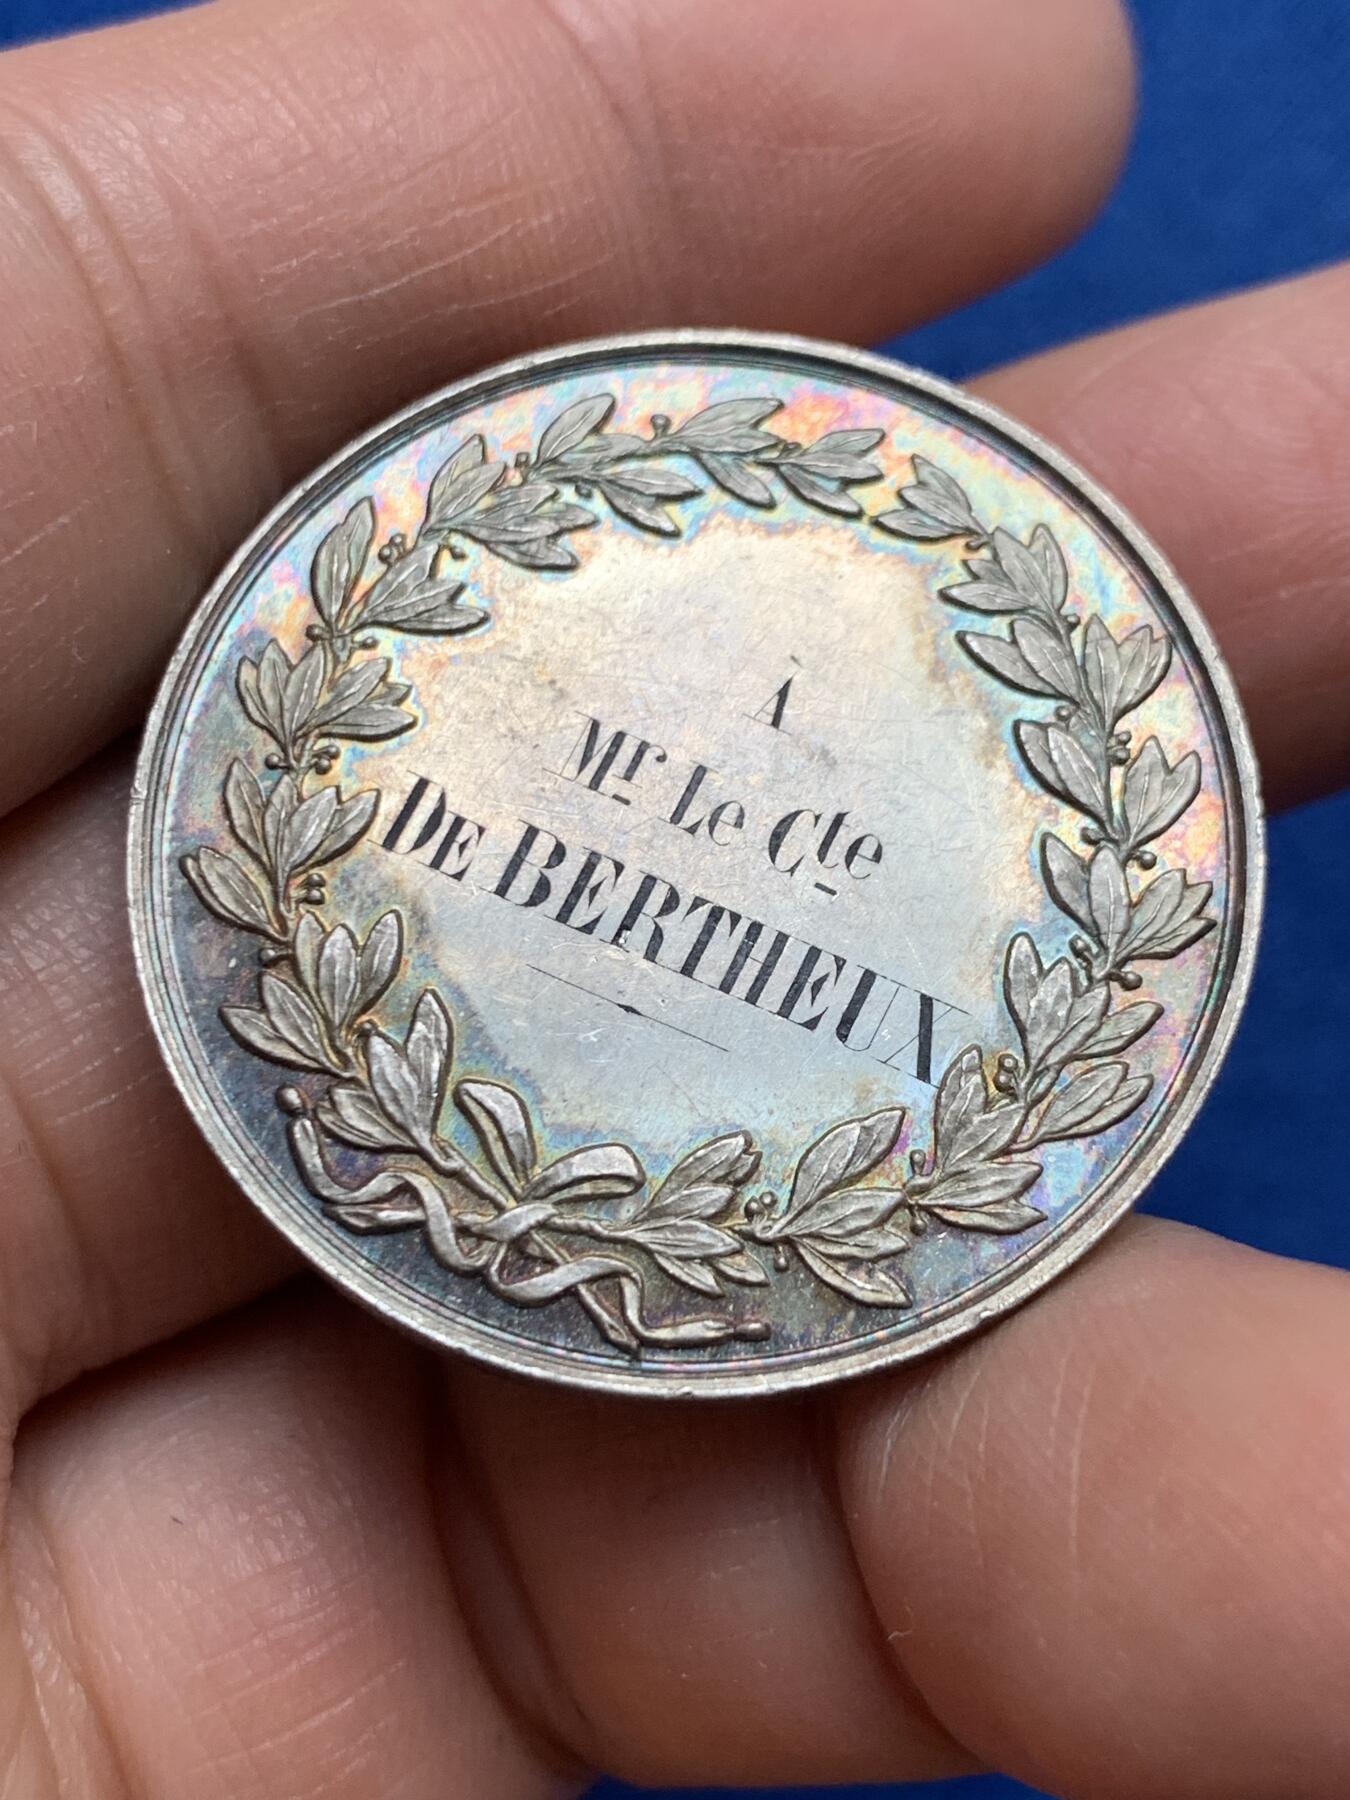 À
Mr Le Cte
DE BERTHEUX